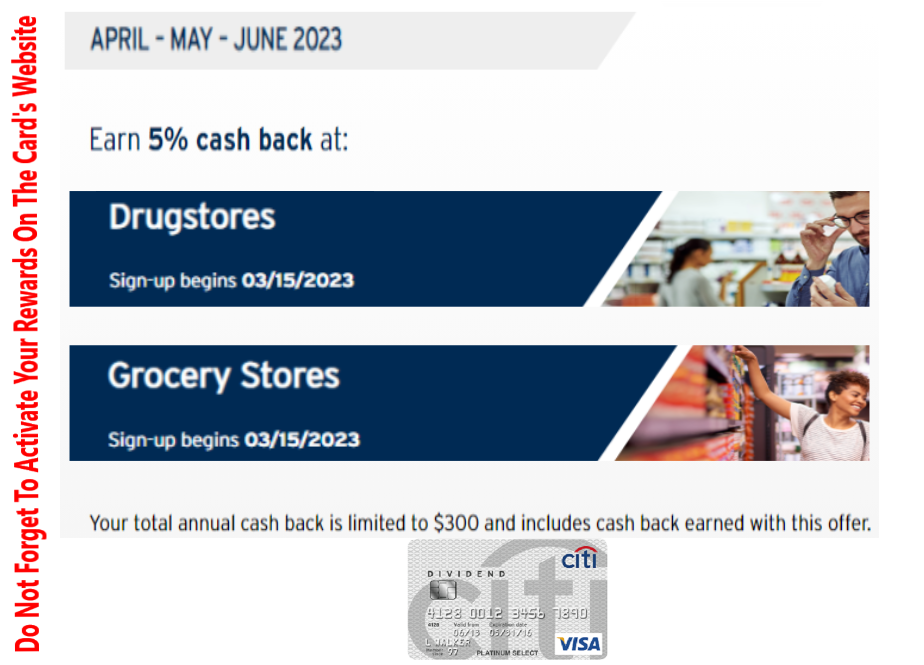 Do Not Forget To Activate Your Rewards On The Card's Website
APRIL - MAY - JUNE 2023
Earn 5% cash back at:
Drugstores
Sign-up begins 03/15/2023
Grocery Stores
Sign-up begins 03/15/2023
Your total annual cash back is limited to $300 and includes cash back earned with this offer.
citi
DIVIDEND
4128 0012 3456 7890
4128 Valid from Expiration date
06/13 05/31/16
L WALKER
97 PLATINUM SELECT
VISA